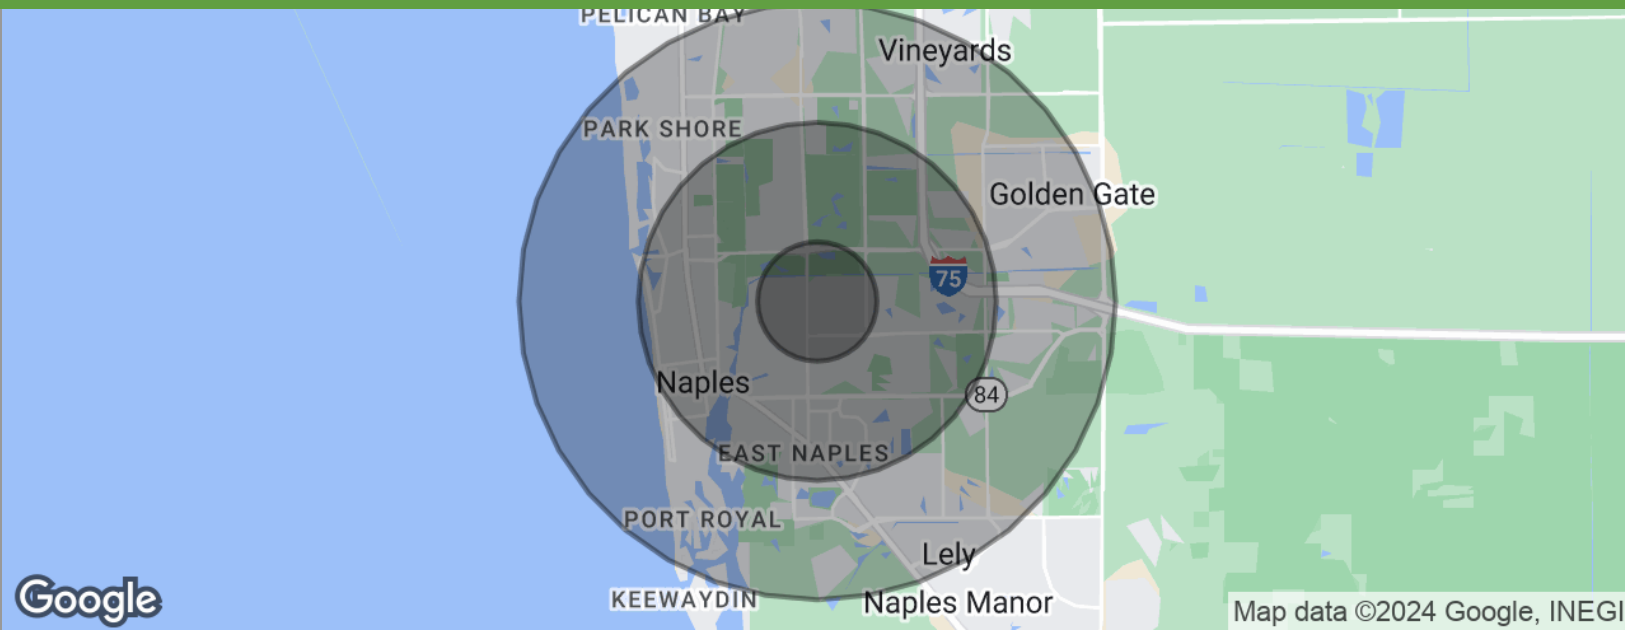 PELICAN BAY
Vineyards
PARK SHORE
Golden Gate
75
Naples
84
EAST NAPLES
PORT ROYAL
Lely
KEEWAYDIN
Naples Manor
Google
Map data ©2024 Google, INEGI